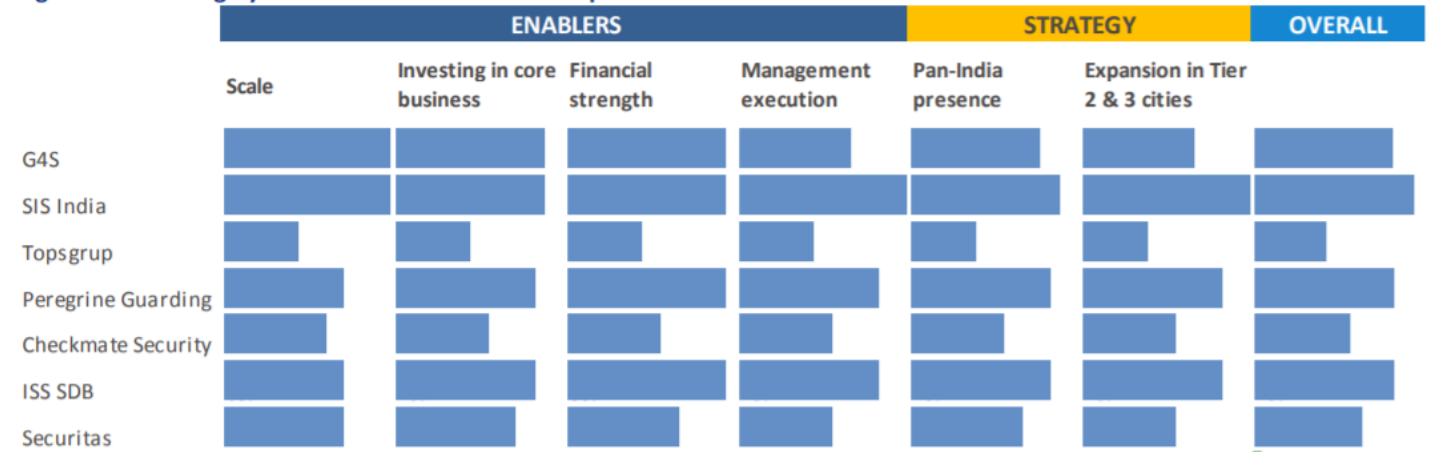 ENABLERS STRATEGY OVERALL
Scale Investing in core business Financial strength Management execution Pan-India presence Expansion in Tier 2 & 3 cities
G4S
SIS India
Topsgrup
Peregrine Guarding
Checkmate Security
ISS SDB
Securitas